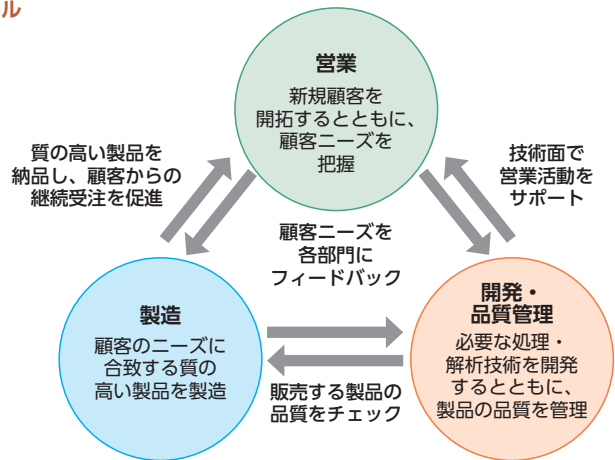 ル
営業
新規顧客を
開拓するとともに、
顧客ニーズを
把握
質の高い製品を
納品し、顧客からの
継続受注を促進
技術面で
営業活動を
サポート
顧客ニーズを
各部門に
フィードバック
製造
顧客のニーズに
合致する質の
高い製品を製造
開発・
品質管理
必要な処理・
解析技術を開発
するとともに、
製品の品質を管理
販売する製品の
品質をチェック